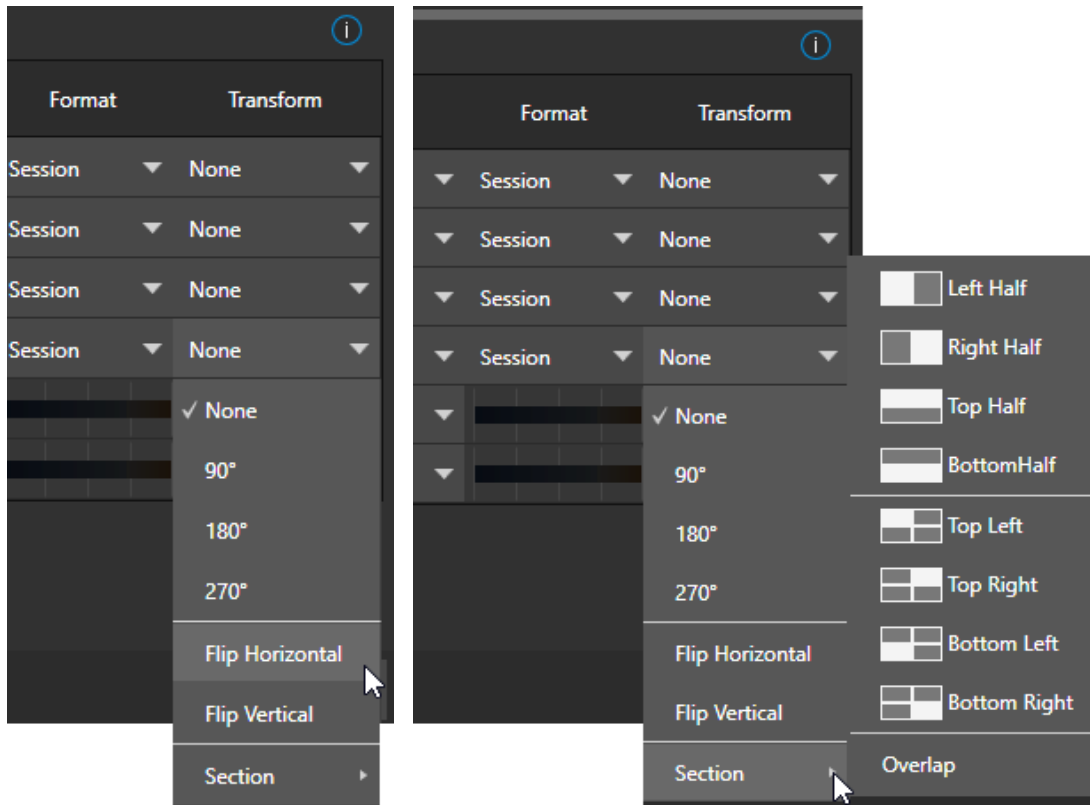 i
Format Transform
Session None
Session None
Session None
Session None
✓ None
90°
180°
270°
Flip Horizontal
Flip Vertical
Section
i
Format Transform
Session None
Session None
Session None
Session None
✓ None
90°
180°
270°
Flip Horizontal
Flip Vertical
Section
Left Half
Right Half
Top Half
BottomHalf
Top Left
Top Right
Bottom Left
Bottom Right
Overlap